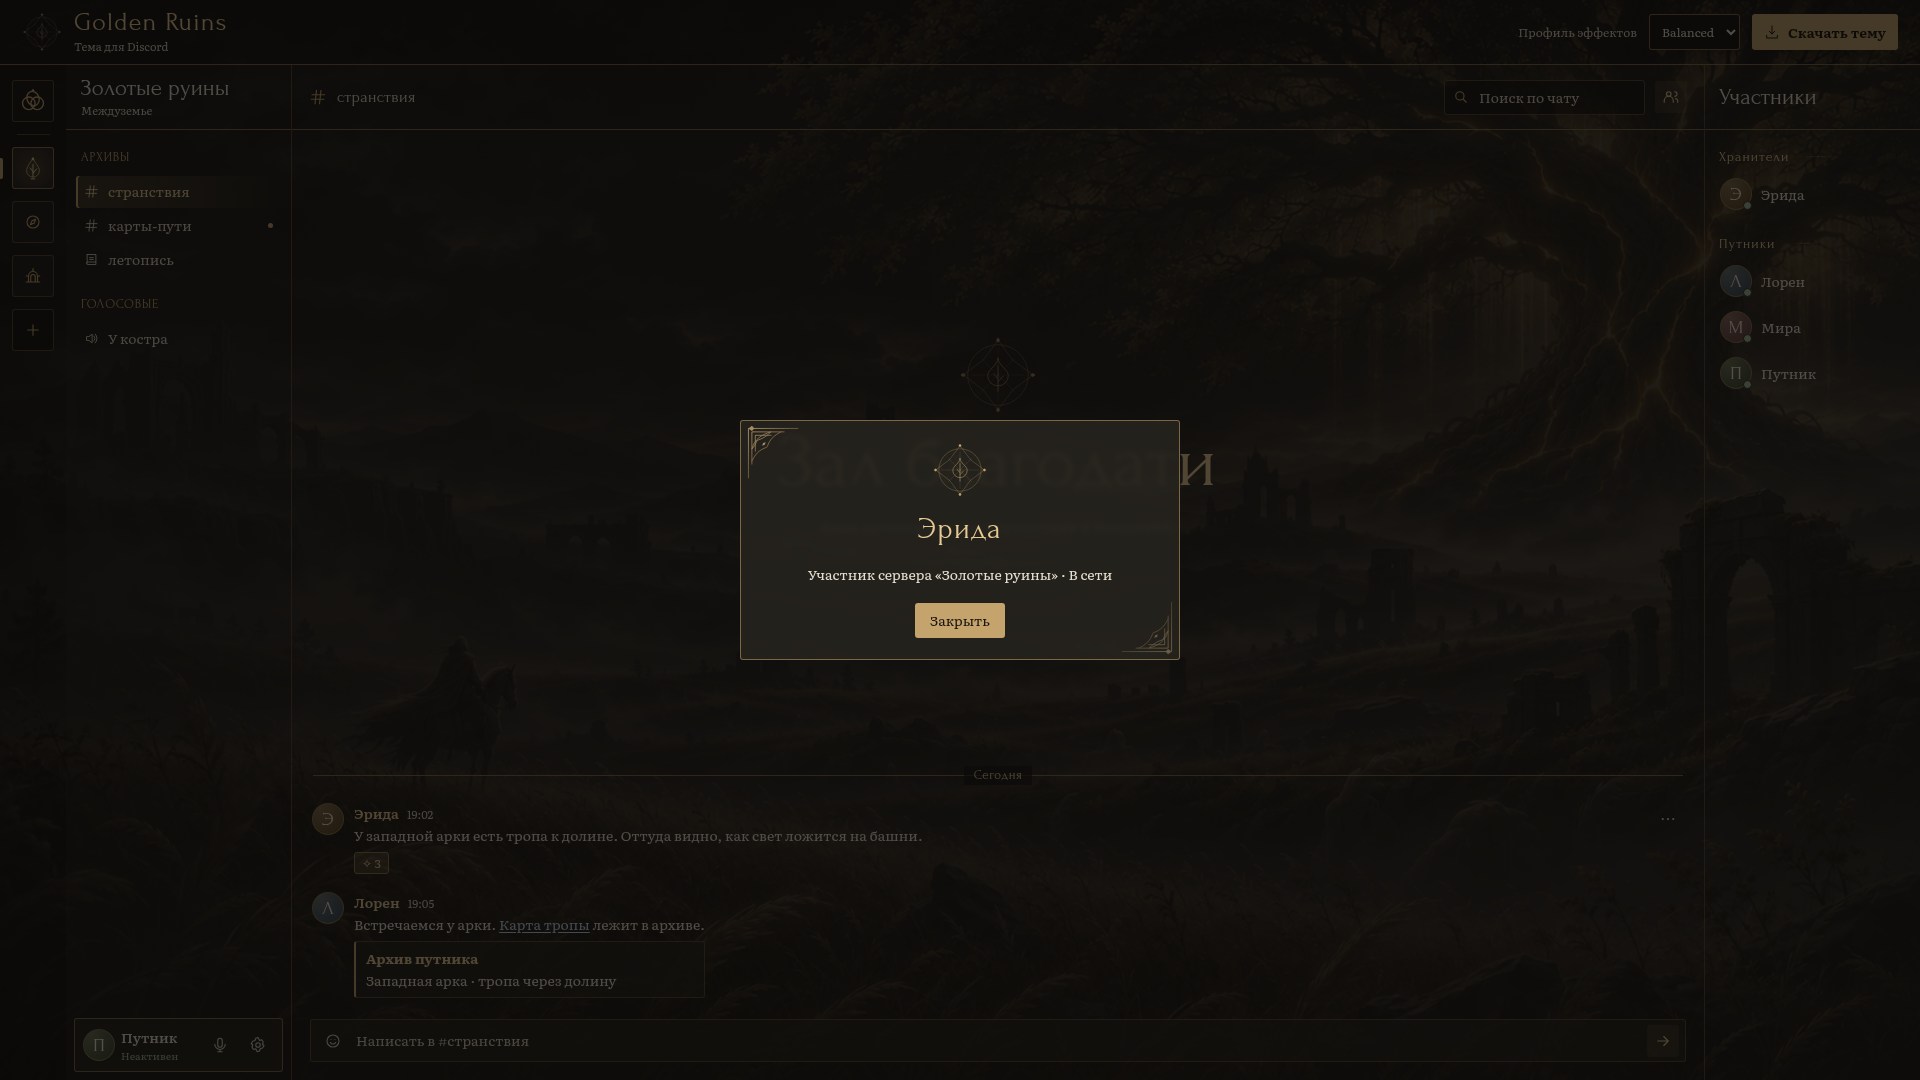 Golden Ruins
Тема для Discord
Профиль эффектов
Balanced
Скачать тему
Золотые руины
Междуземье
странствия
Поиск по чату
Участники
АРХИВЫ
странствия
карты-пути
летопись
ГОЛОСОВЫЕ
У костра
Хранители
Э
Эрида
Путники
Л
Лорен
М
Мира
П
Путник
Зал благодати
Эрида
Участник сервера «Золотые руины» · В сети
Закрыть
Сегодня
Э
Эрида 19:02
У западной арки есть тропа к долине. Оттуда видно, как свет ложится на башни.
✧ 3
Л
Лорен 19:05
Встречаемся у арки. Карта тропы лежит в архиве.
Архив путника
Западная арка · тропа через долину
П
Путник
Неактивен
Написать в #странствия